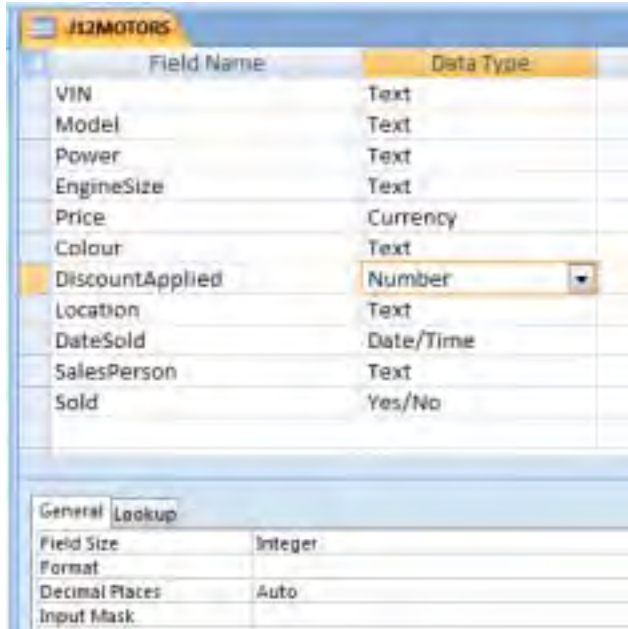 J12MOTORS
Field Name Data Type
VIN Text
Model Text
Power Text
EngineSize Text
Price Currency
Colour Text
DiscountApplied Number
Location Text
DateSold Date/Time
SalesPerson Text
Sold Yes/No
General Lookup
Field Size Integer
Format
Decimal Places Auto
Input Mask